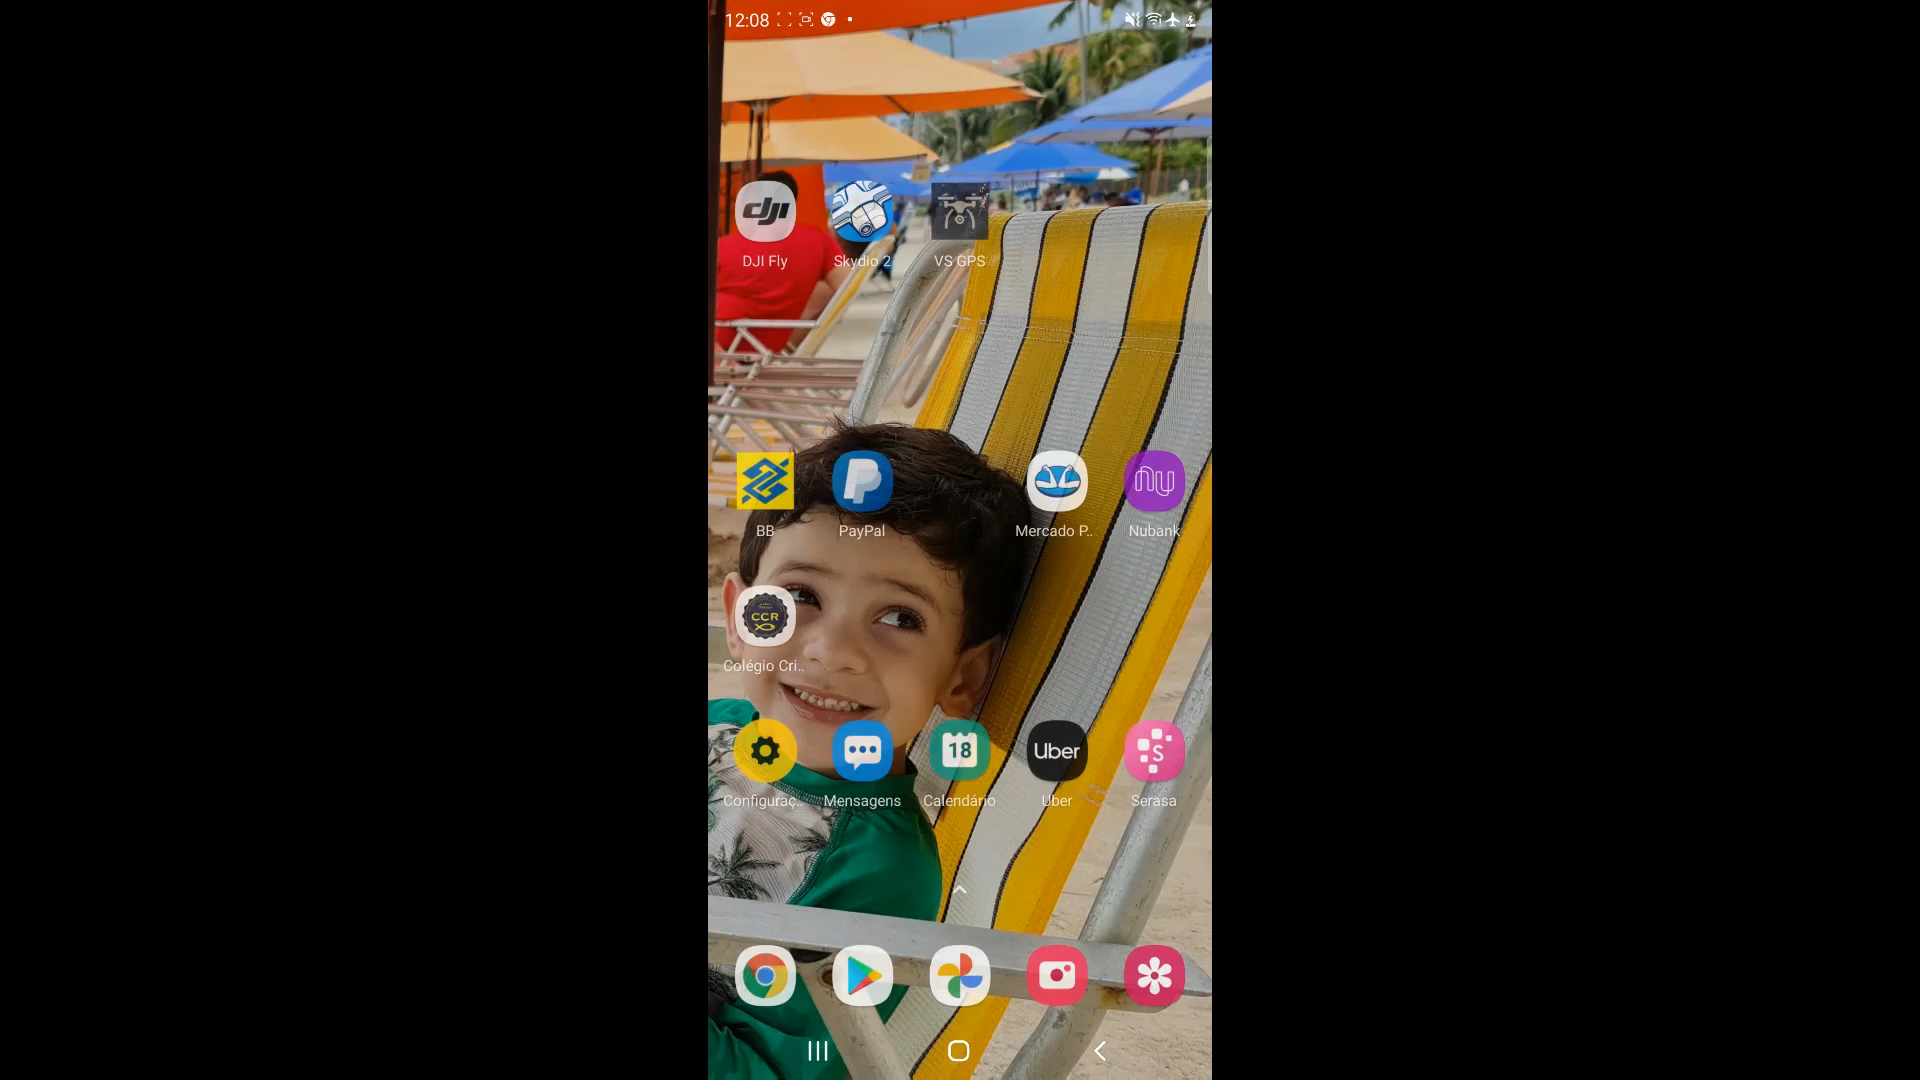 12:08
dji
DJI Fly
Skydio 2
VS GPS
BB
PayPal
nu
Mercado P..
Nubank
CCR
Colégio Cri..
18
Uber
S
Configuraç..
Mensagens
Calendário
Uber
Serasa